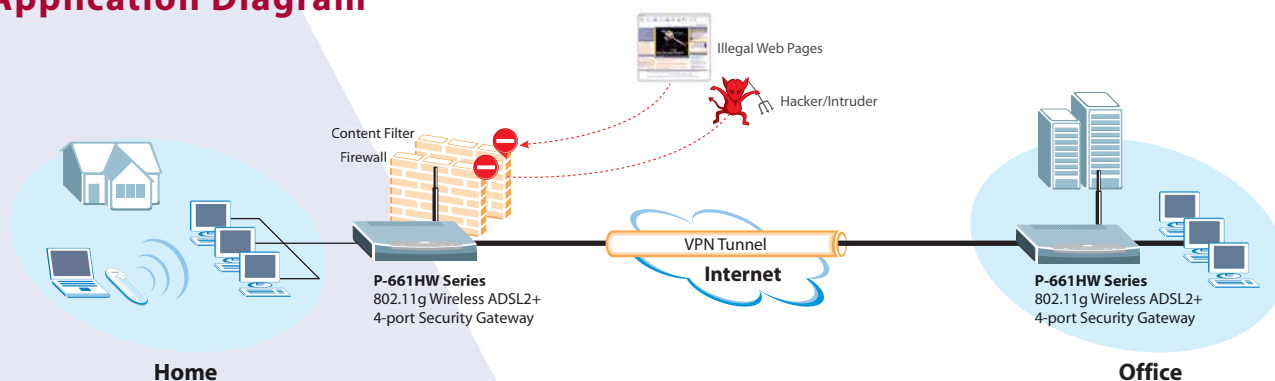 Application Diagram
Illegal Web Pages
Hacker/Intruder
Content Filter
Firewall
VPN Tunnel
Internet
P-661HW Series
802.11g Wireless ADSL2+
4-port Security Gateway
P-661HW Series
802.11g Wireless ADSL2+
4-port Security Gateway
Home
Office